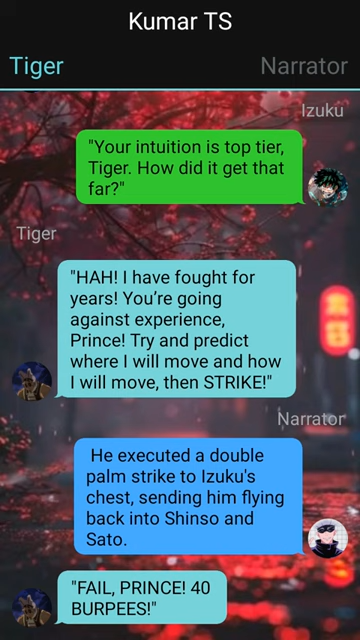 Kumar TS
Tiger
Narrator
Izuku
"Your intuition is top tier,
Tiger. How did it get that
far?"
Tiger
"HAH! I have fought for
years! You’re going
against experience,
Prince! Try and predict
where I will move and how
I will move, then STRIKE!"
Narrator
He executed a double
palm strike to Izuku's
chest, sending him flying
back into Shinso and
Sato.
"FAIL, PRINCE! 40
BURPEES!"